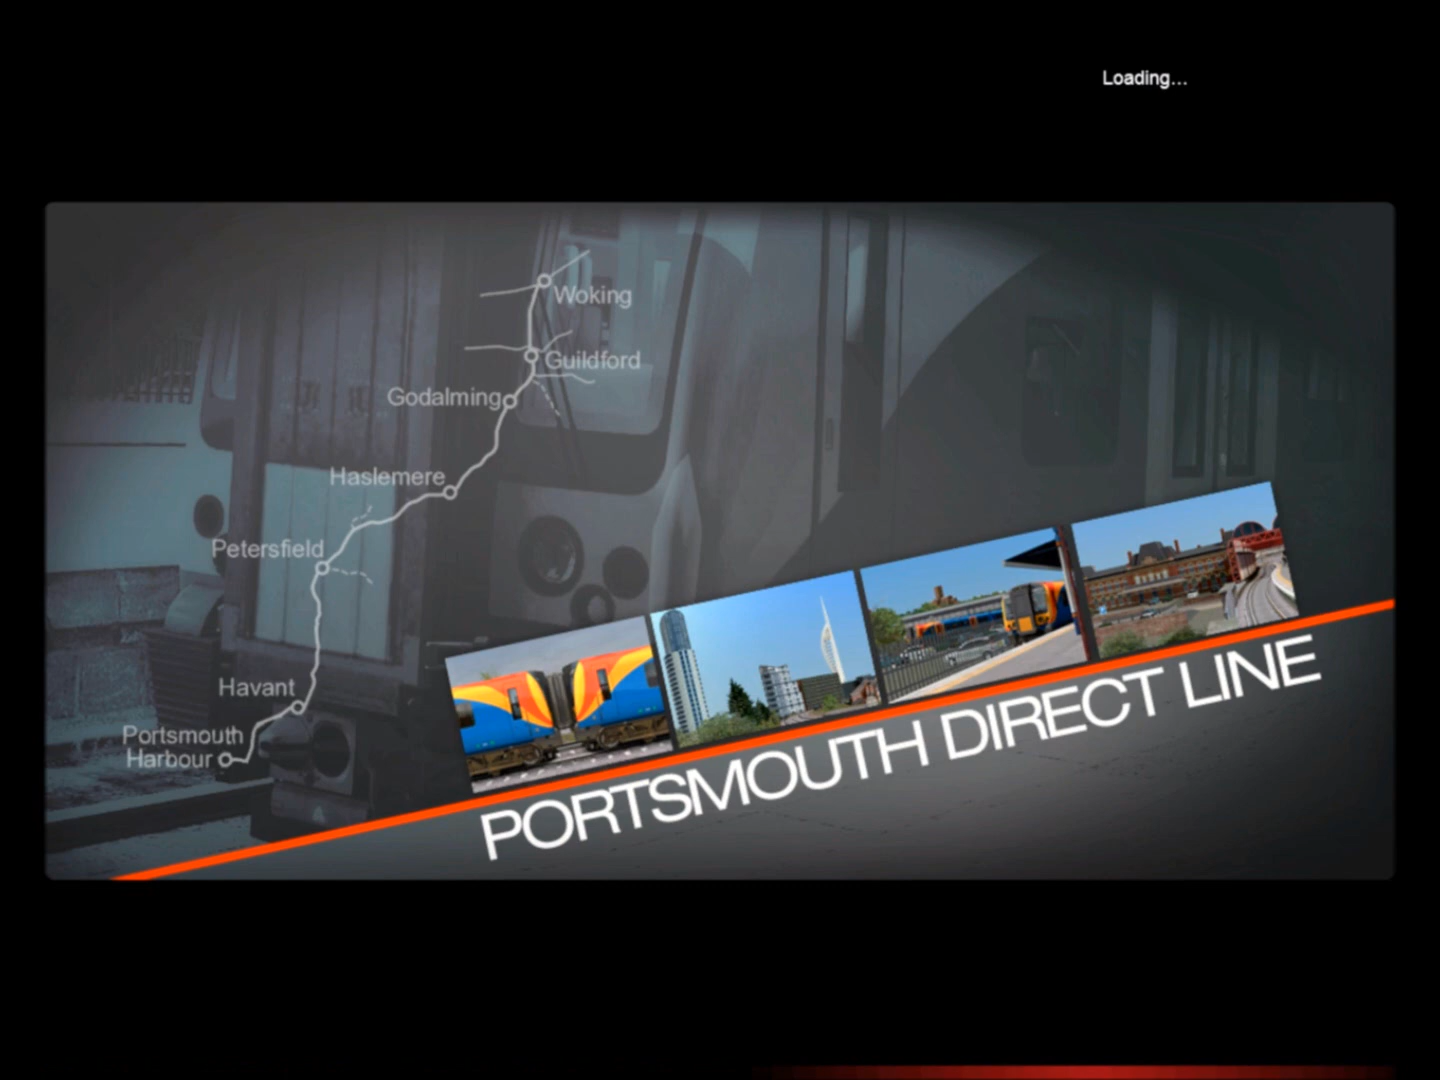 Loading...
Woking
Guildford
Godalming
Haslemere
Petersfield
Havant
Portsmouth
Harbour
PORTSMOUTH DIRECT LINE